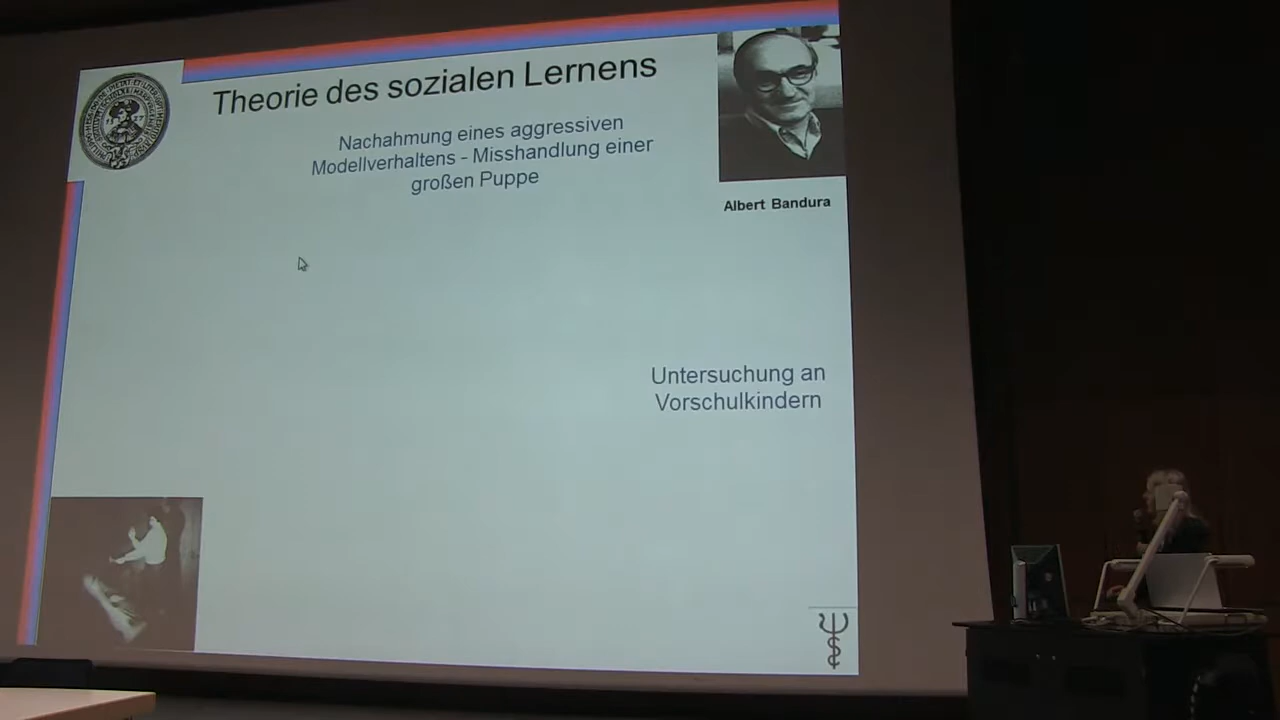 Theorie des sozialen Lernens
Nachahmung eines aggressiven
Modellverhaltens - Misshandlung einer
großen Puppe
Albert Bandura
Untersuchung an
Vorschulkindern